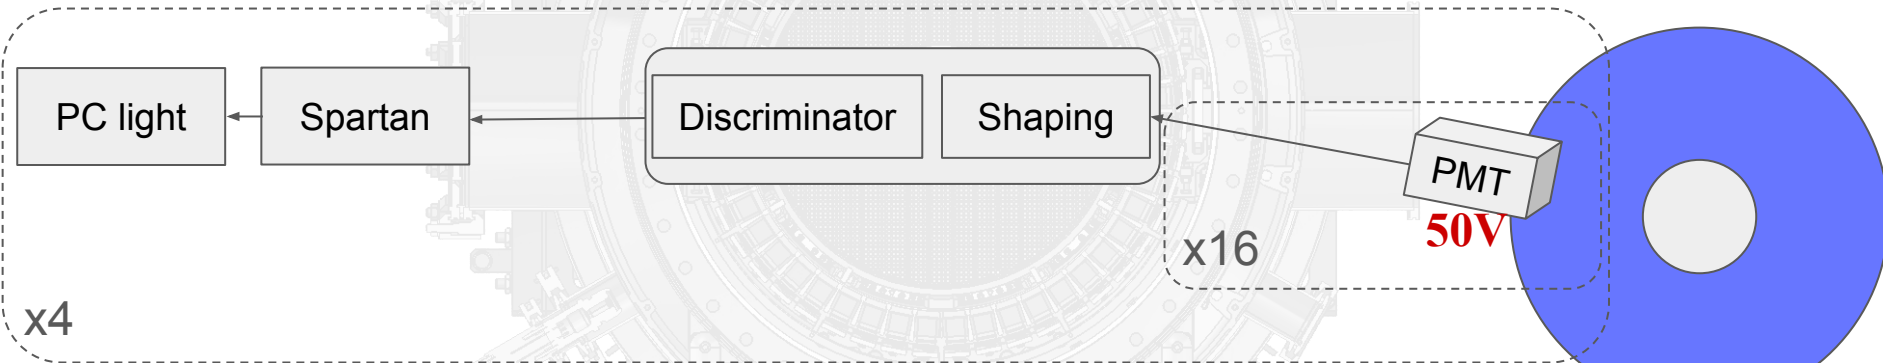 PC light
Spartan
Discriminator
Shaping
PMT
50V
x16
x4